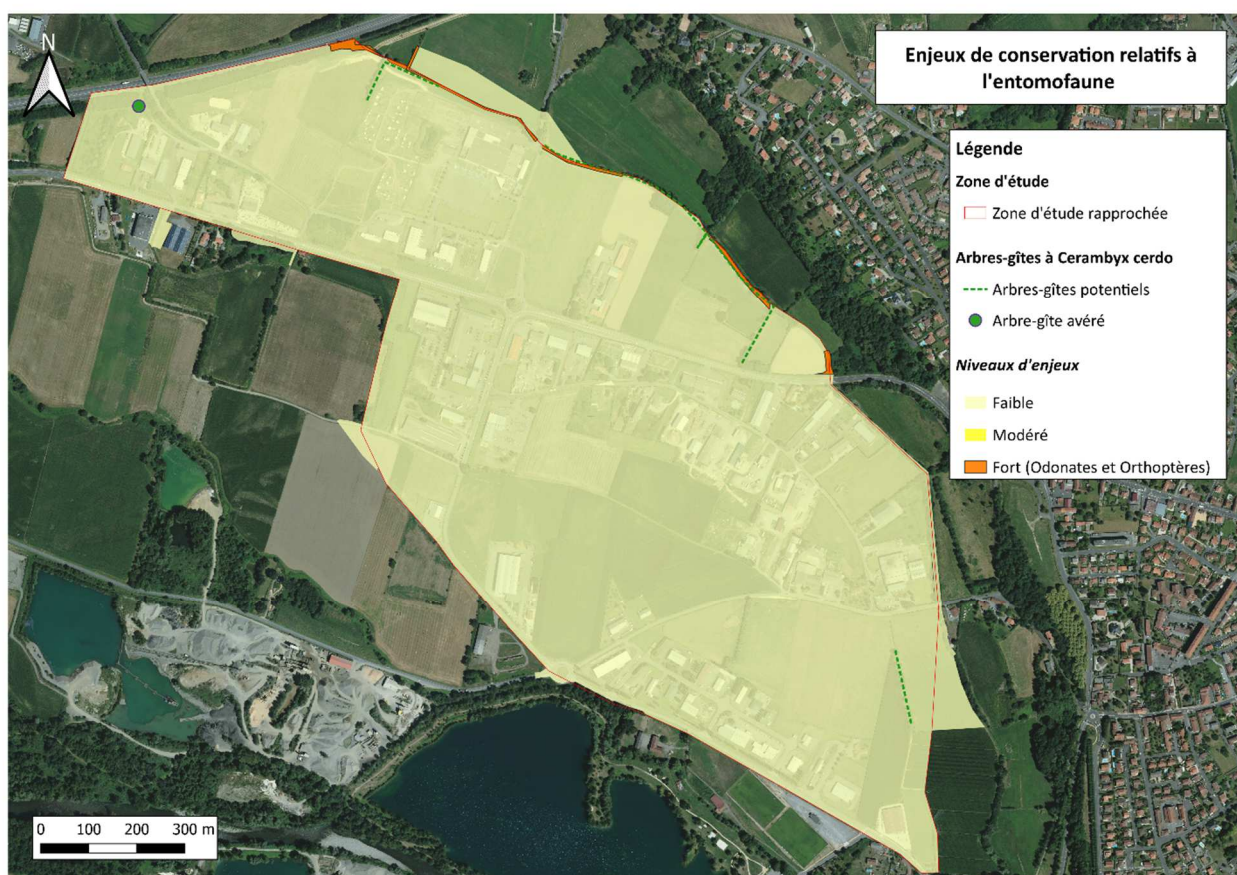 N
Enjeux de conservation relatifs à
l'entomofaune
Légende
Zone d'étude
Zone d'étude rapprochée
Arbres-gîtes à Cerambyx cerdo
Arbres-gîtes potentiels
Arbre-gîte avéré
Niveaux d'enjeux
Faible
Modéré
Fort (Odonates et Orthoptères)
0 100 200 300 m